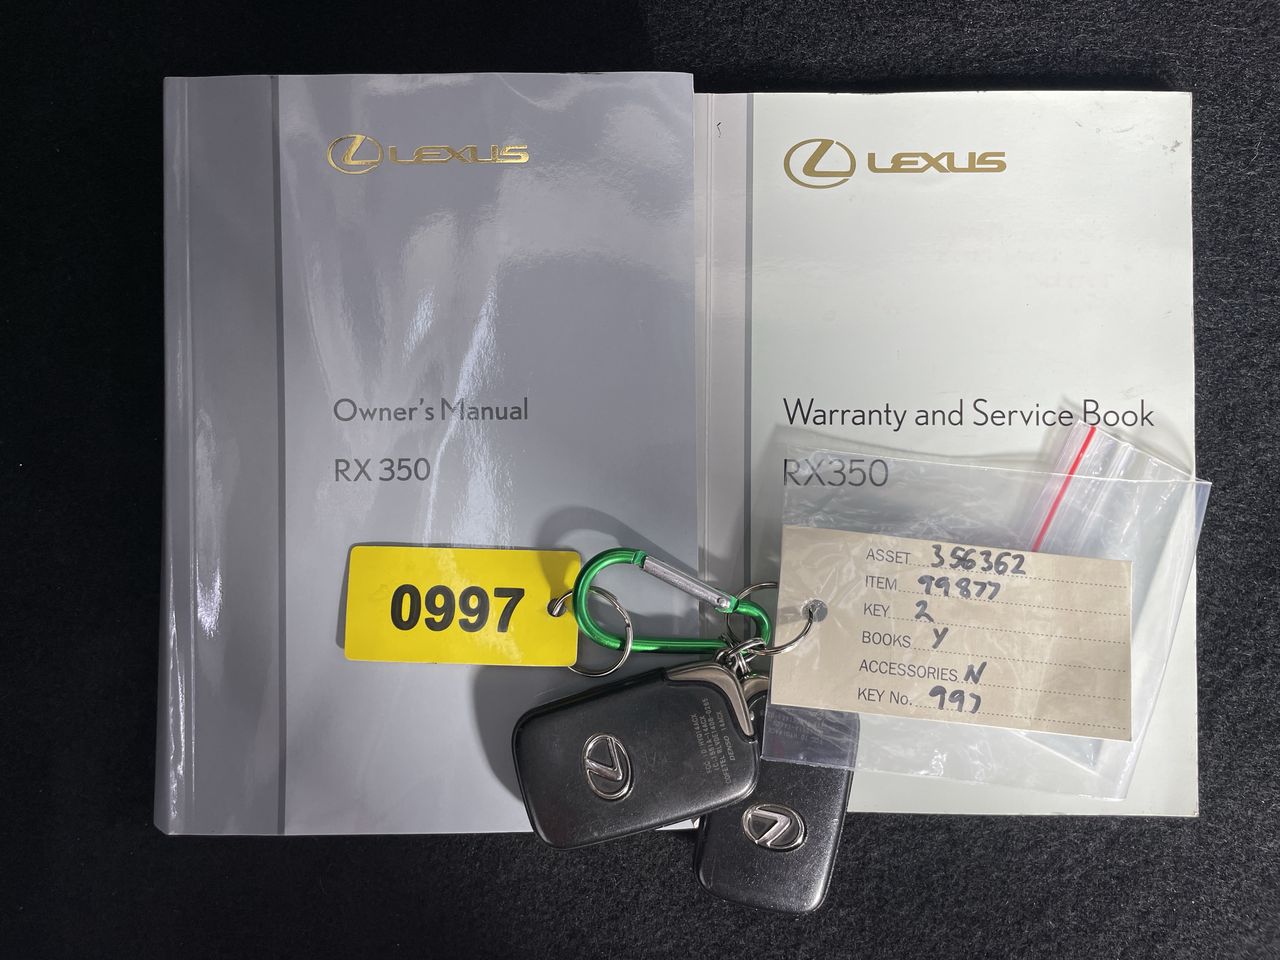 LEXUS
Owner's Manual
RX 350
LEXUS
Warranty and Service Book
RX350
0997
ASSET 356362
ITEM 99877
KEY 2
BOOKS Y
ACCESSORIES N
KEY No. 997